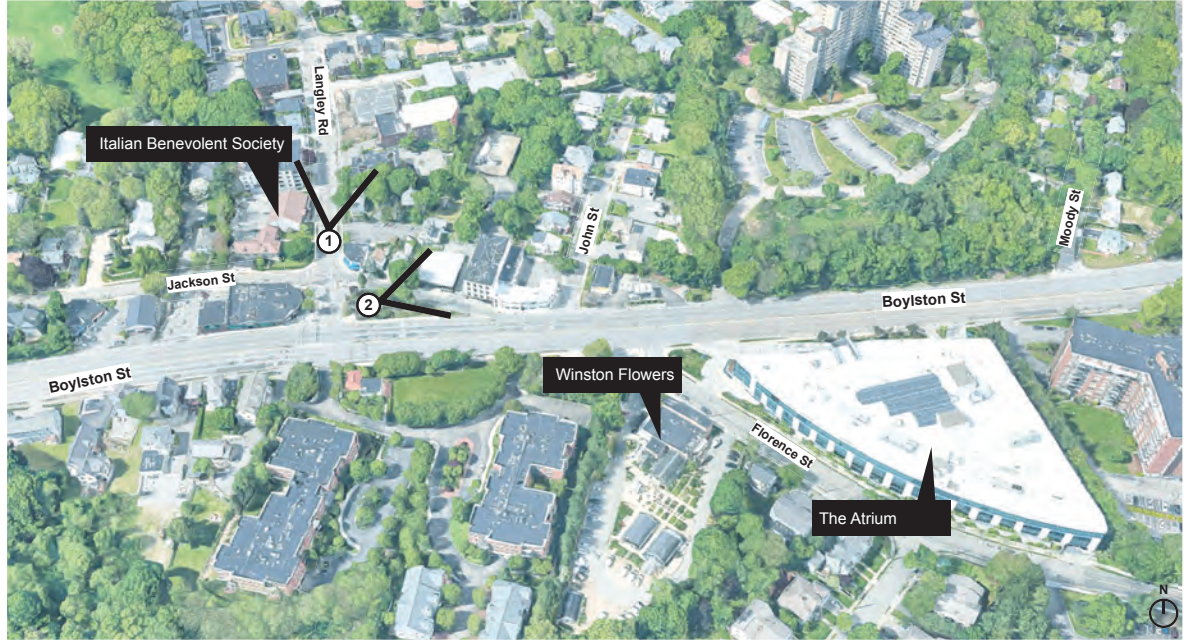 Langley Rd
Italian Benevolent Society
1
John St
Moody St
Jackson St
2
Boylston St
Boylston St
Winston Flowers
Florence St
The Atrium
N